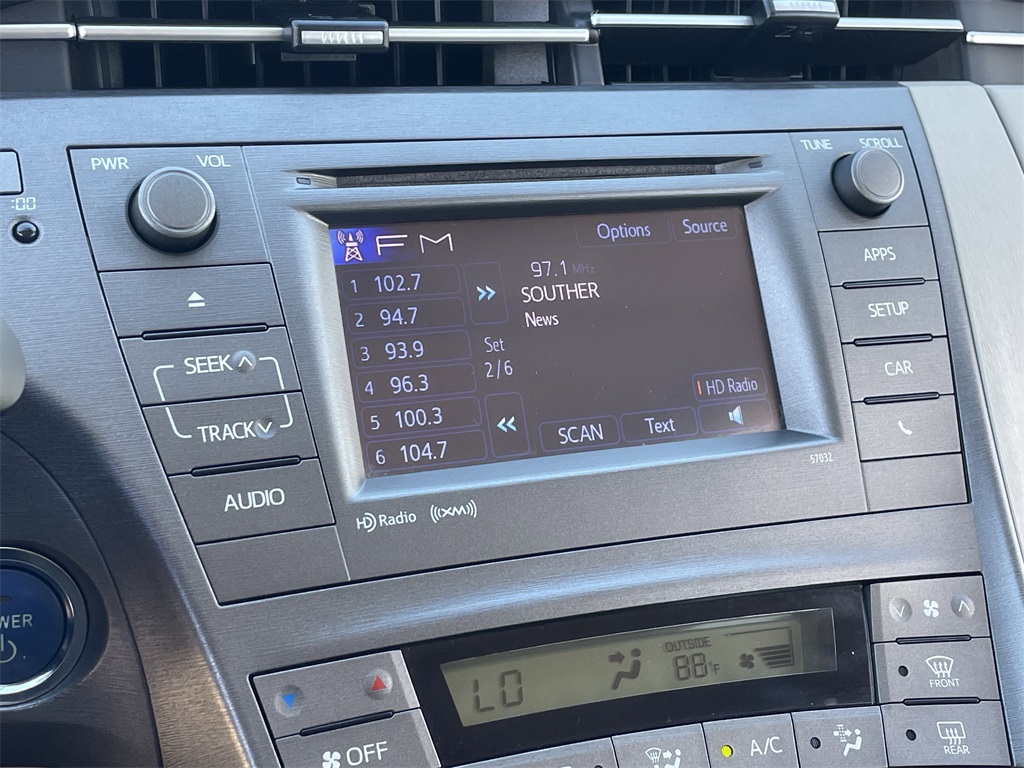 PWR VOL
TUNE SCROLL
:00
SEEK
TRACK
AUDIO
FM
Options Source
1 102.7
2 94.7
3 93.9
4 96.3
5 100.3
6 104.7
Set
2/6
97.1 MHz
SOUTHER
News
HD Radio
SCAN Text
57032
HD Radio ((XM))
APPS
SETUP
CAR
WER
LO
OUTSIDE
88°F
OFF
A/C
FRONT
REAR